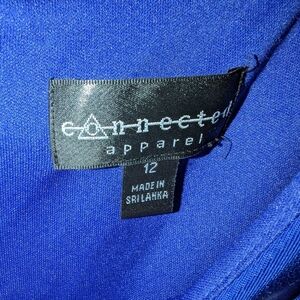 connected
apparel
12
MADE IN
SRI LANKA